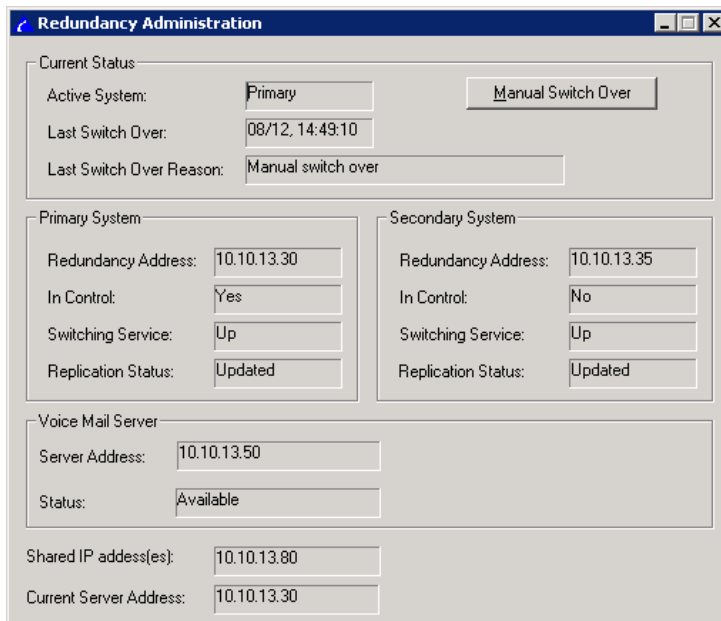 Redundancy Administration
Current Status
Active System: Primary Manual Switch Over
Last Switch Over: 08/12, 14:49:10
Last Switch Over Reason: Manual switch over
Primary System
Redundancy Address: 10.10.13.30
In Control: Yes
Switching Service: Up
Replication Status: Updated
Secondary System
Redundancy Address: 10.10.13.35
In Control: No
Switching Service: Up
Replication Status: Updated
Voice Mail Server
Server Address: 10.10.13.50
Status: Available
Shared IP addess(es): 10.10.13.80
Current Server Address: 10.10.13.30